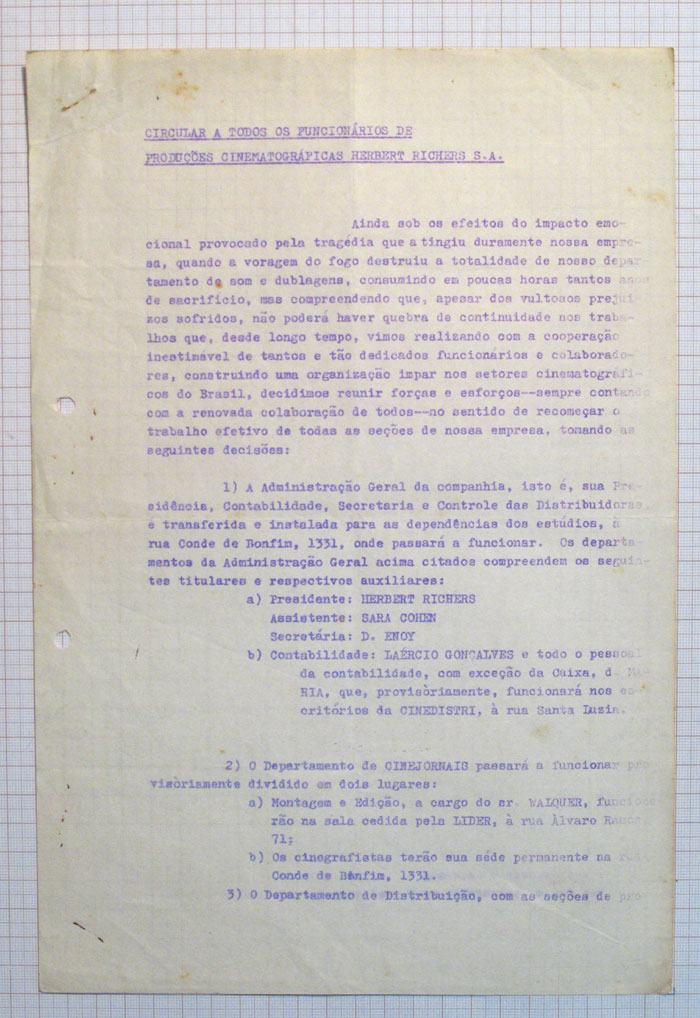 CIRCULAR A TODOS OS FUNCIONÁRIOS DE
PRODUÇÕES CINEMATOGRÁFICAS HERBERT RICHERS S.A.
Ainda sob os efeitos do impacto emo-
cional provocado pela tragédia que atingiu duramente nossa empre-
sa, quando a voragem do fogo destruiu a totalidade de nosso depar-
tamento de som e dublagens, consumindo em poucas horas tantos anos
de sacrifício, mas compreendendo que, apesar dos vultosos prejui
zos sofridos, não poderá haver quebra de continuidade nos traba-
lhos que, desde longo tempo, vimos realizando com a cooperação
inestimável de tantos e tão dedicados funcionários e colaborado-
res, construindo uma organização impar nos setores cinematográfi-
cos do Brasil, decidimos reunir forças e esforços--sempre contando
com a renovada colaboração de todos--no sentido de recomeçar o
trabalho efetivo de todas as seções de nossa empresa, tomando as
seguintes decisões:
1) A Administração Geral da companhia, isto é, sua Pre-
sidência, Contabilidade, Secretaria e Controle das Distribuidoras,
e transferida e instalada para as dependências dos estúdios, à
rua Conde de Bonfim, 1331, onde passará a funcionar. Os departa-
mentos da Administração Geral acima citados compreendem os seguin-
tes titulares e respectivos auxiliares:
a) Presidente: HERBERT RICHERS
Assistente: SARA COHEN
Secretária: D. ENOY
b) Contabilidade: LAÉRCIO GONÇALVES e todo o pessoal
da contabilidade, com exceção da Caixa, d. MA
RIA, que, provisòriamente, funcionará nos es-
critórios da CINEDISTRI, à rua Santa Luzia.
2) O Departamento de CINEJORNAIS passará a funcionar pro
visòriamente dividido em dois lugares:
a) Montagem e Edição, a cargo do sr. WALQUER, funcio
rão na sala cedida pela LIDER, à rua Álvaro Ramos,
71;
b) Os cinegrafistas terão sua séde permanente na rua
Conde de Bonfim, 1331.
3) O Departamento de Distribuição, com as seções de pro-